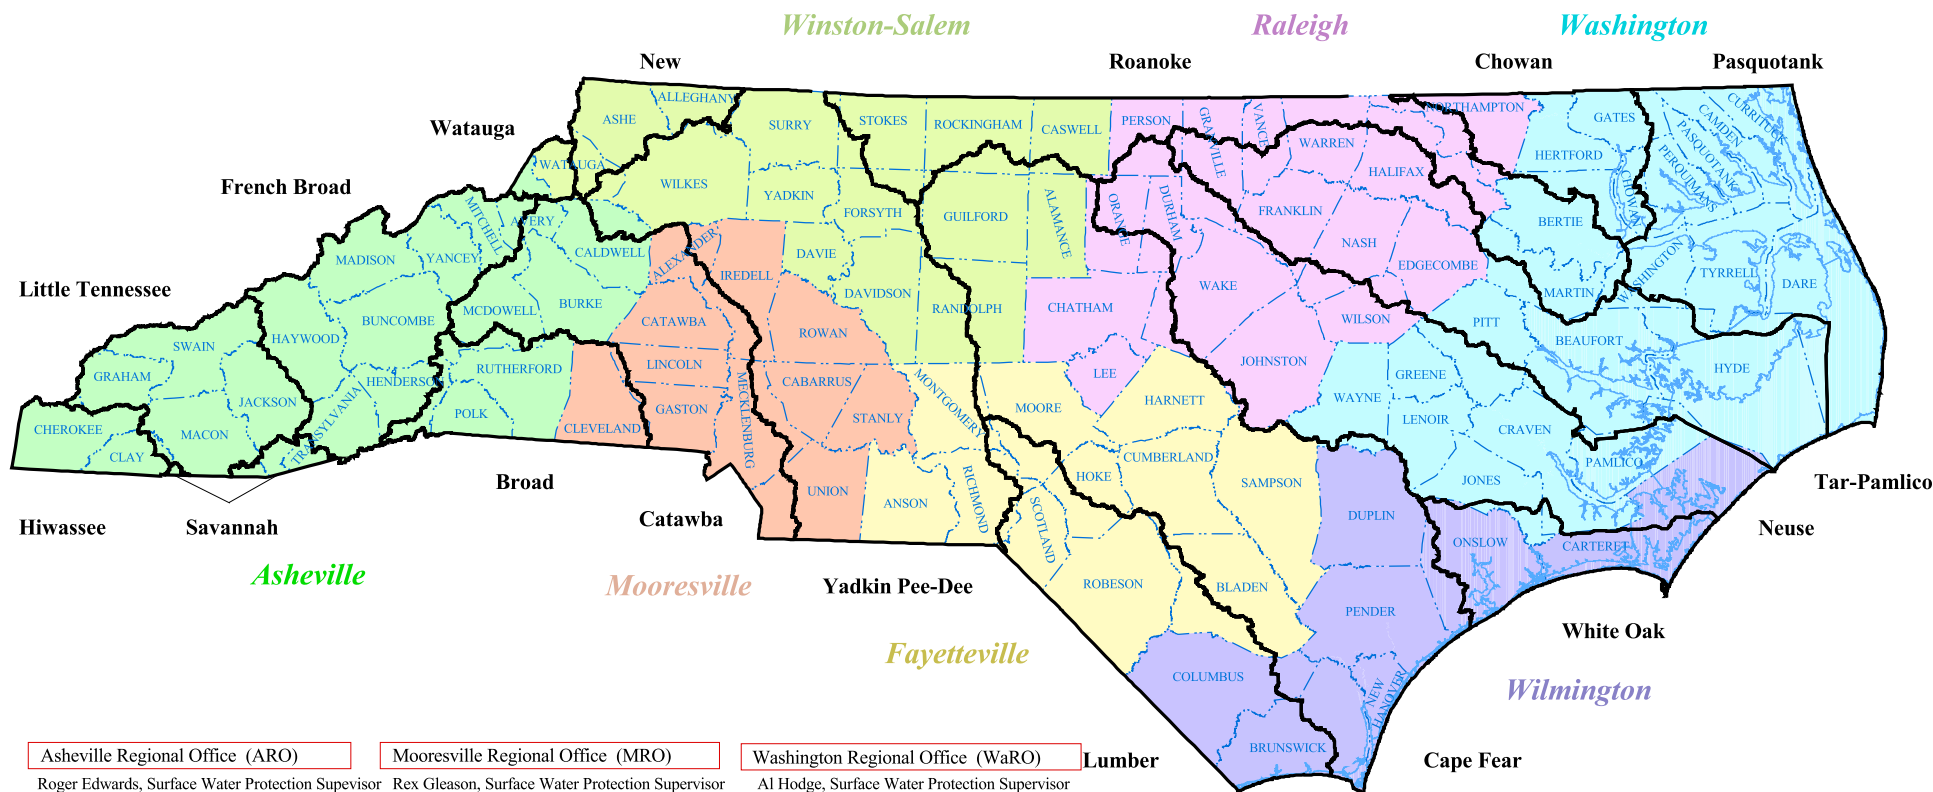 Winston-Salem
Raleigh
Washington
New
Roanoke
Chowan
Pasquotank
Watauga
French Broad
Little Tennessee
Hiwassee
Savannah
Broad
Catawba
Yadkin Pee-Dee
Lumber
Cape Fear
White Oak
Neuse
Tar-Pamlico
Asheville
Mooresville
Fayetteville
Wilmington
ALLEGHANY
ASHE
SURRY
STOKES
ROCKINGHAM
CASWELL
PERSON
GRANVILLE
VANCE
WARREN
NORTHAMPTON
GATES
CURRITUCK
CAMDEN
PASQUOTANK
PERQUIMANS
CHOWAN
HERTFORD
HALIFAX
WATAUGA
WILKES
YADKIN
FORSYTH
GUILFORD
ALAMANCE
ORANGE
DURHAM
FRANKLIN
NASH
EDGECOMBE
BERTIE
MARTIN
WASHINGTON
TYRRELL
DARE
MITCHELL
AVERY
CALDWELL
ALEXANDER
IREDELL
DAVIE
DAVIDSON
RANDOLPH
CHATHAM
WAKE
WILSON
PITT
BEAUFORT
HYDE
MADISON
YANCEY
MCDOWELL
BURKE
CATAWBA
ROWAN
BUNCOMBE
HAYWOOD
SWAIN
GRAHAM
JACKSON
HENDERSON
RUTHERFORD
LINCOLN
CABARRUS
MECKLENBURG
STANLY
MONTGOMERY
MOORE
LEE
HARNETT
JOHNSTON
WAYNE
GREENE
LENOIR
CRAVEN
PAMLICO
JONES
CHEROKEE
CLAY
MACON
TRANSYLVANIA
POLK
CLEVELAND
GASTON
UNION
ANSON
RICHMOND
SCOTLAND
HOKE
CUMBERLAND
SAMPSON
DUPLIN
ONSLOW
CARTERET
ROBESON
BLADEN
PENDER
COLUMBUS
NEW
HANOVER
BRUNSWICK
Asheville Regional Office (ARO)
Mooresville Regional Office (MRO)
Washington Regional Office (WaRO)
Roger Edwards, Surface Water Protection Supevisor
Rex Gleason, Surface Water Protection Supervisor
Al Hodge, Surface Water Protection Supervisor